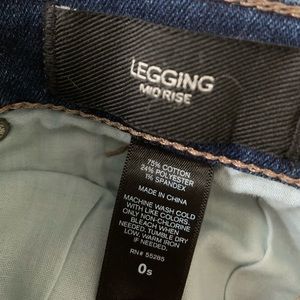 LEGGING
MID RISE
75% COTTON
24% POLYESTER
1% SPANDEX
MADE IN CHINA
MACHINE WASH COLD
WITH LIKE COLORS.
ONLY NON-CHLORINE
BLEACH WHEN
NEEDED. TUMBLE DRY
LOW. WARM IRON
IF NEEDED.
RN# 55285
0s